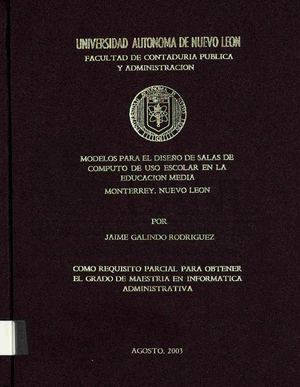 UNIVERSIDAD AUTONOMA DE NUEVO LEON
FACULTAD DE CONTADURIA PUBLICA
Y ADMINISTRACION
MODELOS PARA EL DISEÑO DE SALAS DE
COMPUTO DE USO ESCOLAR EN LA
EDUCACION MEDIA
MONTERREY, NUEVO LEON
POR
JAIME GALINDO RODRIGUEZ
COMO REQUISITO PARCIAL PARA OBTENER
EL GRADO DE MAESTRIA EN INFORMATICA
ADMINISTRATIVA
AGOSTO, 2003